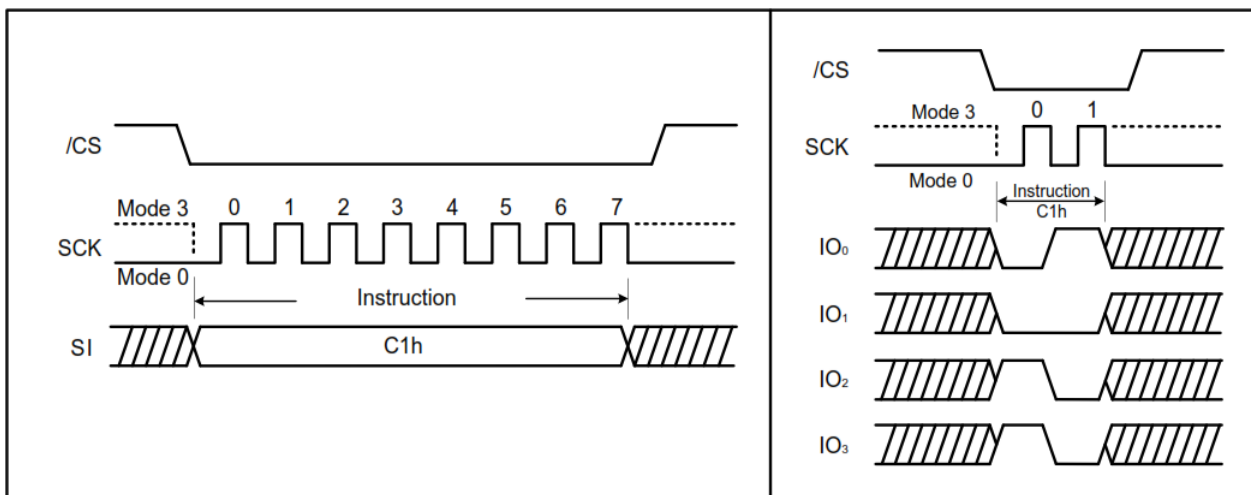 /CS
Mode 3
0 1 2 3 4 5 6 7
SCK
Mode 0
Instruction
SI
C1h
/CS
Mode 3
0 1
SCK
Mode 0
Instruction
C1h
IO₀
IO₁
IO₂
IO₃